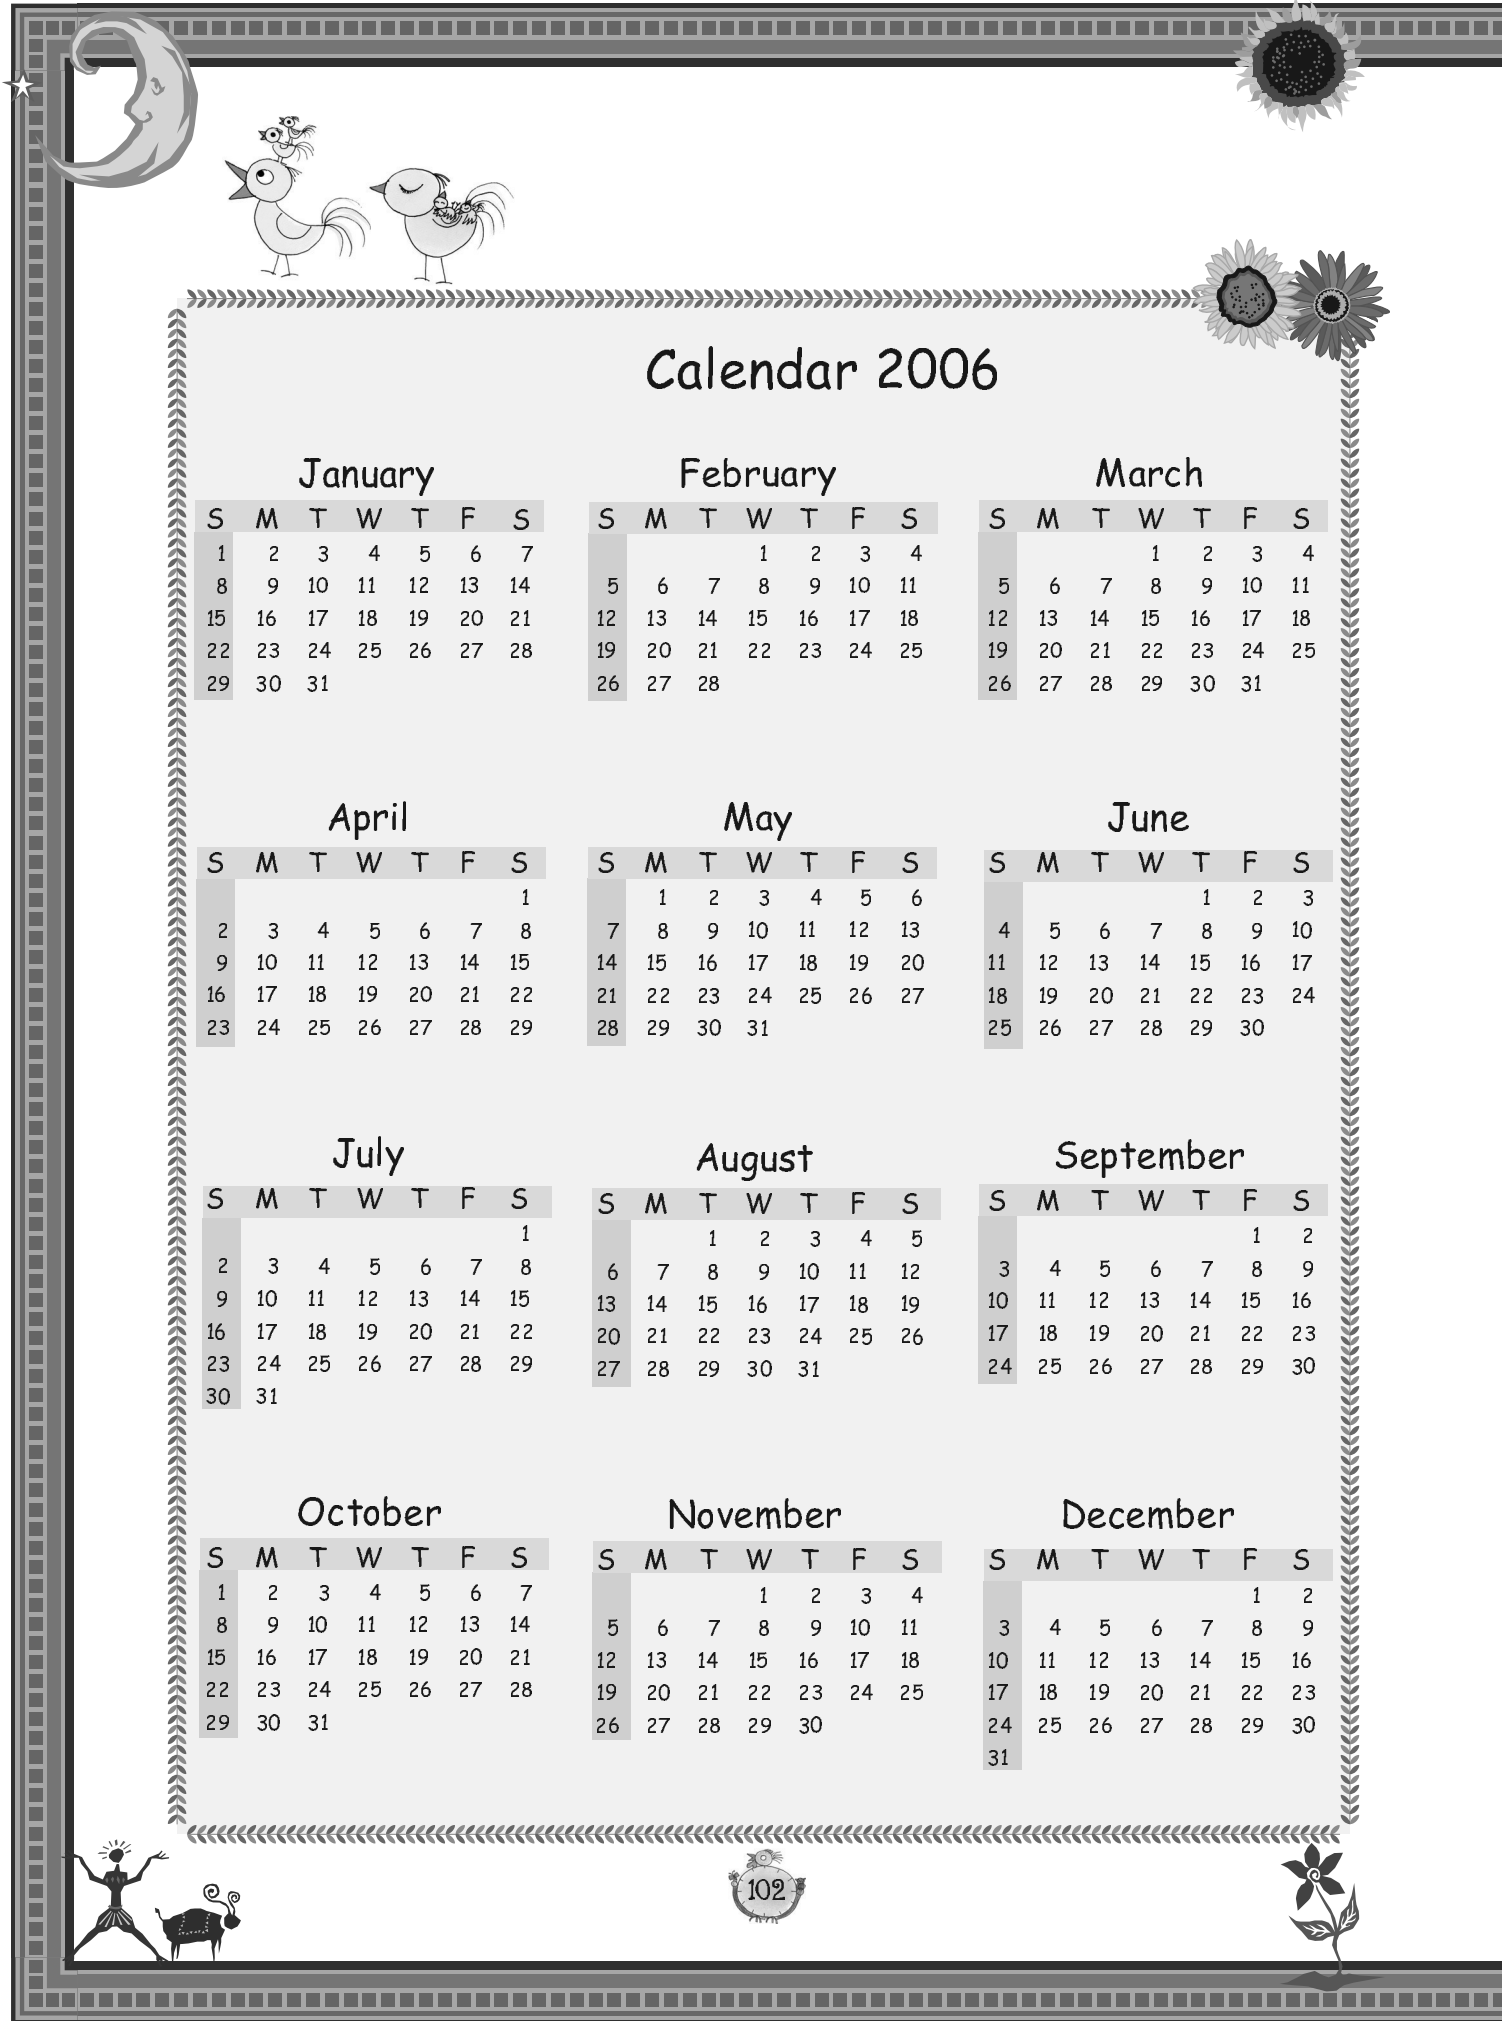 Calendar 2006
January
S M T W T F S
1 2 3 4 5 6 7
8 9 10 11 12 13 14
15 16 17 18 19 20 21
22 23 24 25 26 27 28
29 30 31
February
S M T W T F S
1 2 3 4
5 6 7 8 9 10 11
12 13 14 15 16 17 18
19 20 21 22 23 24 25
26 27 28
March
S M T W T F S
1 2 3 4
5 6 7 8 9 10 11
12 13 14 15 16 17 18
19 20 21 22 23 24 25
26 27 28 29 30 31
April
S M T W T F S
1
2 3 4 5 6 7 8
9 10 11 12 13 14 15
16 17 18 19 20 21 22
23 24 25 26 27 28 29
May
S M T W T F S
1 2 3 4 5 6
7 8 9 10 11 12 13
14 15 16 17 18 19 20
21 22 23 24 25 26 27
28 29 30 31
June
S M T W T F S
1 2 3
4 5 6 7 8 9 10
11 12 13 14 15 16 17
18 19 20 21 22 23 24
25 26 27 28 29 30
July
S M T W T F S
1
2 3 4 5 6 7 8
9 10 11 12 13 14 15
16 17 18 19 20 21 22
23 24 25 26 27 28 29
30 31
August
S M T W T F S
1 2 3 4 5
6 7 8 9 10 11 12
13 14 15 16 17 18 19
20 21 22 23 24 25 26
27 28 29 30 31
September
S M T W T F S
1 2
3 4 5 6 7 8 9
10 11 12 13 14 15 16
17 18 19 20 21 22 23
24 25 26 27 28 29 30
October
S M T W T F S
1 2 3 4 5 6 7
8 9 10 11 12 13 14
15 16 17 18 19 20 21
22 23 24 25 26 27 28
29 30 31
November
S M T W T F S
1 2 3 4
5 6 7 8 9 10 11
12 13 14 15 16 17 18
19 20 21 22 23 24 25
26 27 28 29 30
December
S M T W T F S
1 2
3 4 5 6 7 8 9
10 11 12 13 14 15 16
17 18 19 20 21 22 23
24 25 26 27 28 29 30
31
102